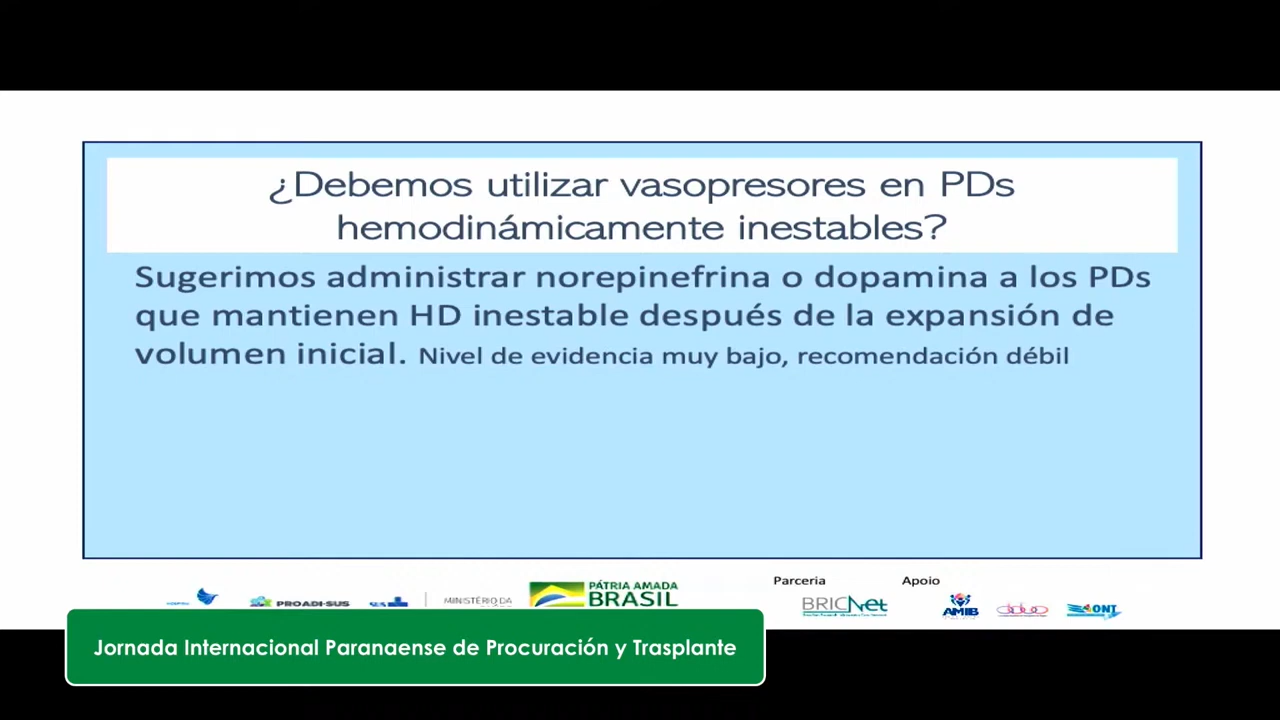 ¿Debemos utilizar vasopresores en PDs
hemodinámicamente inestables?
Sugerimos administrar norepinefrina o dopamina a los PDs
que mantienen HD inestable después de la expansión de
volumen inicial. Nivel de evidencia muy bajo, recomendación débil
Parceria
Apoio
PROADI-SUS
MINISTÉRIO DA
PÁTRIA AMADA
BRASIL
BRICNet
AMIB
Jornada Internacional Paranaense de Procuración y Trasplante